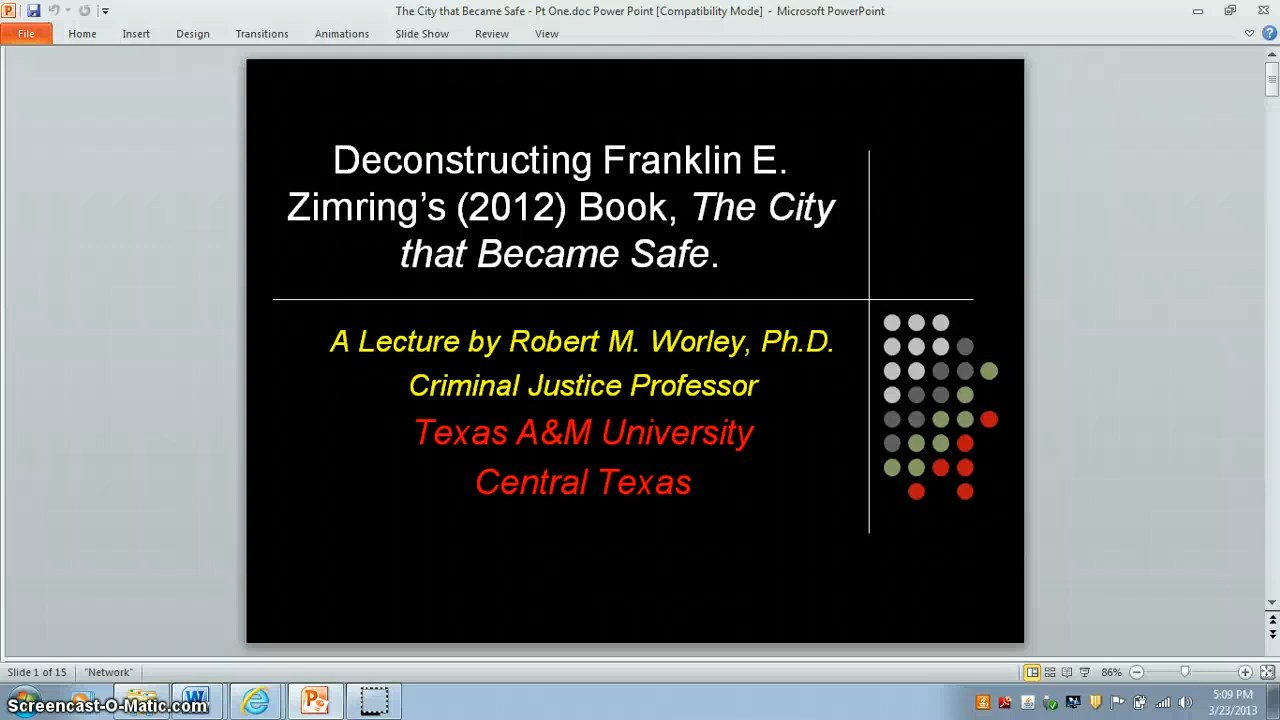 The City that Became Safe - Pt One.doc Power Point [Compatibility Mode] - Microsoft PowerPoint
File Home Insert Design Transitions Animations Slide Show Review View
Deconstructing Franklin E.
Zimring’s (2012) Book, The City
that Became Safe.
A Lecture by Robert M. Worley, Ph.D.
Criminal Justice Professor
Texas A&M University
Central Texas
Slide 1 of 15 "Network" 86%
Screencast-O-Matic.com
5:09 PM
3/23/2013